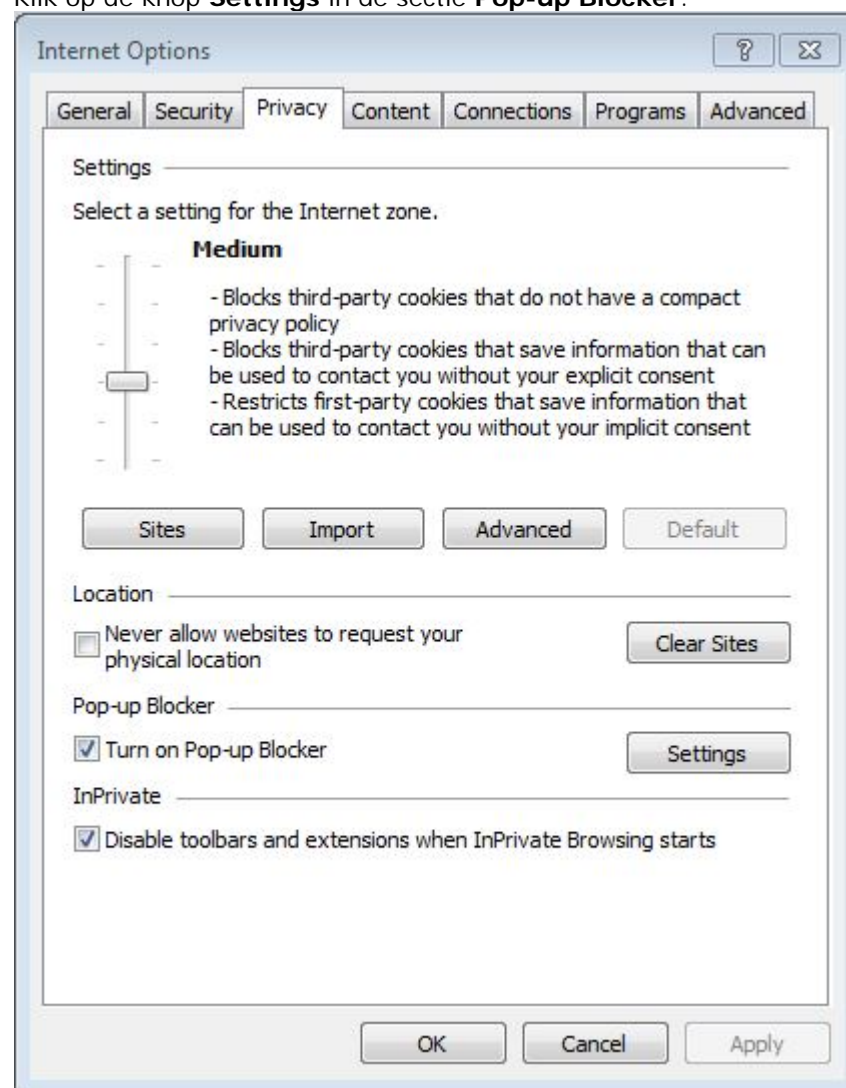 Klik op de knop Settings in de sectie Pop-up Blocker.
Internet Options
General Security Privacy Content Connections Programs Advanced
Settings
Select a setting for the Internet zone.
Medium
- Blocks third-party cookies that do not have a compact
privacy policy
- Blocks third-party cookies that save information that can
be used to contact you without your explicit consent
- Restricts first-party cookies that save information that
can be used to contact you without your implicit consent
Sites Import Advanced Default
Location
Never allow websites to request your
physical location
Clear Sites
Pop-up Blocker
Turn on Pop-up Blocker
Settings
InPrivate
Disable toolbars and extensions when InPrivate Browsing starts
OK Cancel Apply